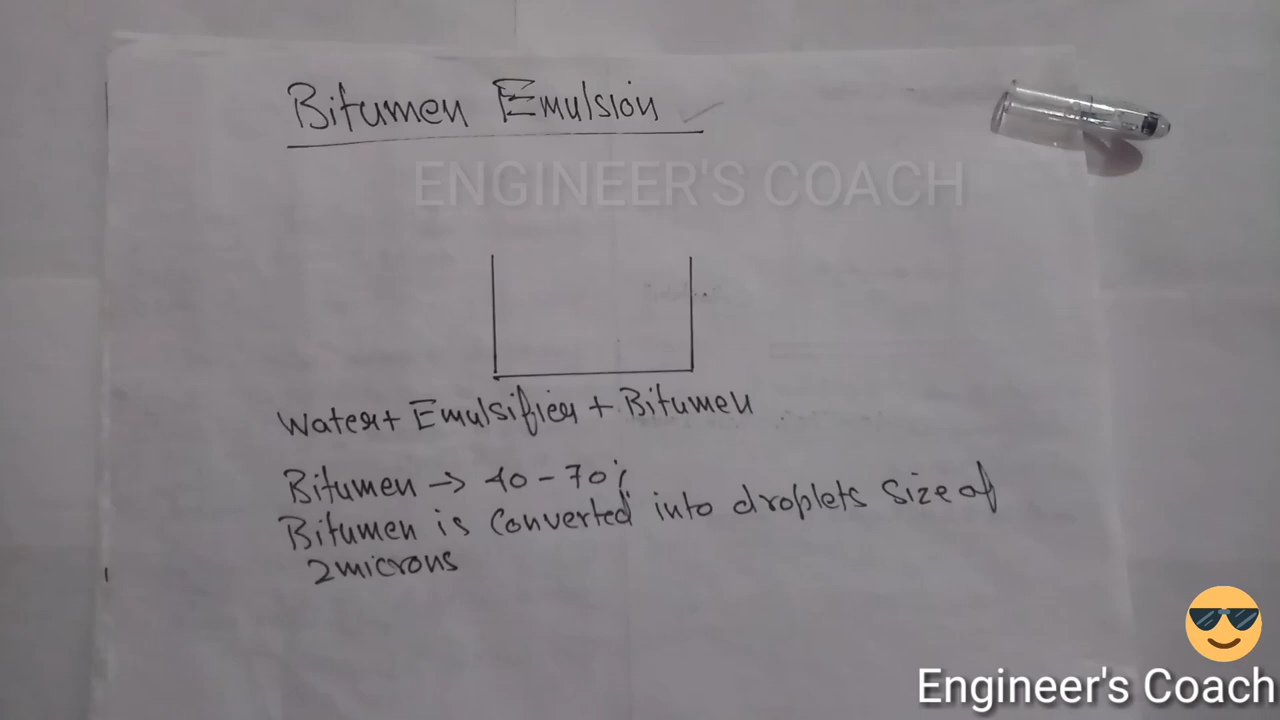 Bitumen Emulsion
ENGINEER'S COACH
Water + Emulsifier + Bitumen
Bitumen → 40 - 70%
Bitumen is Converted into droplets Size of
2microns
Engineer's Coach